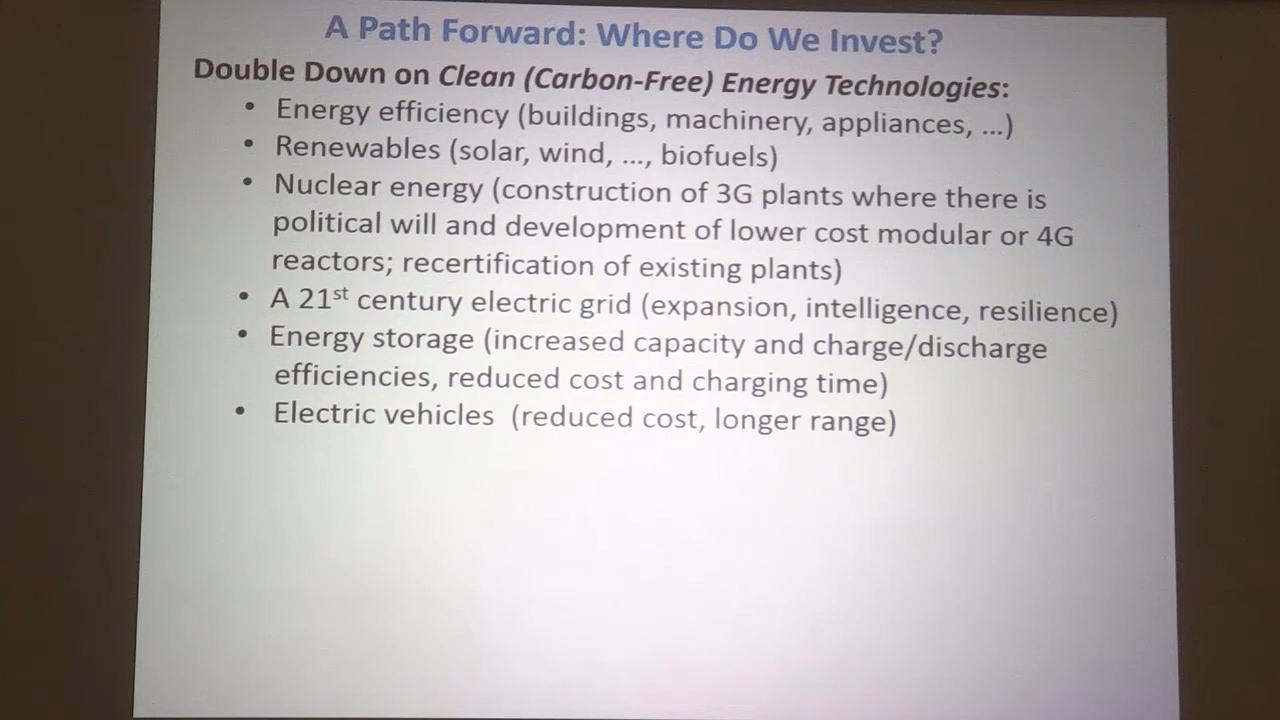 A Path Forward: Where Do We Invest?
Double Down on Clean (Carbon-Free) Energy Technologies:
• Energy efficiency (buildings, machinery, appliances, ...)
• Renewables (solar, wind, ..., biofuels)
• Nuclear energy (construction of 3G plants where there is
political will and development of lower cost modular or 4G
reactors; recertification of existing plants)
• A 21st century electric grid (expansion, intelligence, resilience)
• Energy storage (increased capacity and charge/discharge
efficiencies, reduced cost and charging time)
• Electric vehicles (reduced cost, longer range)